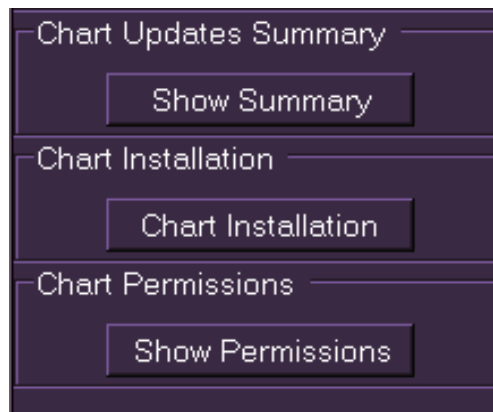 Chart Updates Summary
Show Summary
Chart Installation
Chart Installation
Chart Permissions
Show Permissions